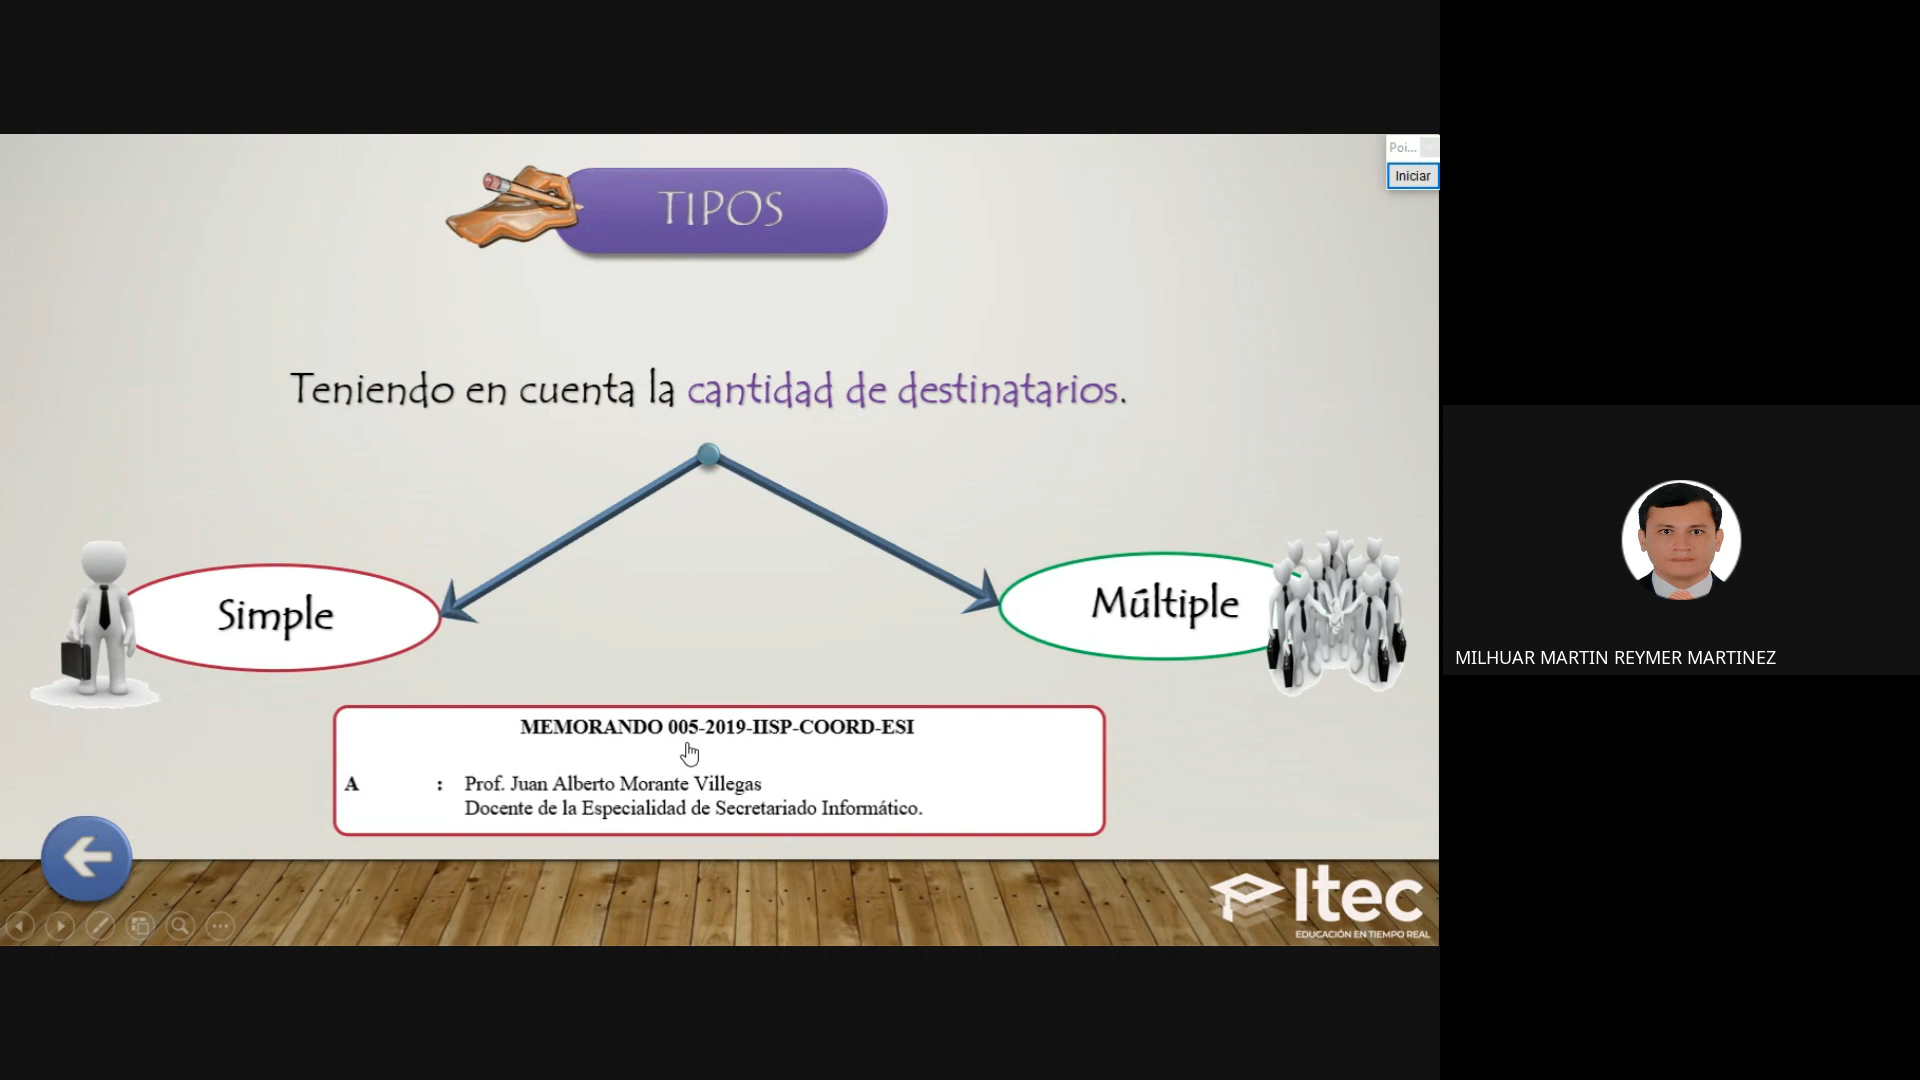 Poi...
Iniciar
TIPOS
Teniendo en cuenta la cantidad de destinatarios.
Simple
Múltiple
MEMORANDO 005-2019-IISP-COORD-ESI
A : Prof. Juan Alberto Morante Villegas
Docente de la Especialidad de Secretariado Informático.
Itec
EDUCACIÓN EN TIEMPO REAL
MILHUAR MARTIN REYMER MARTINEZ